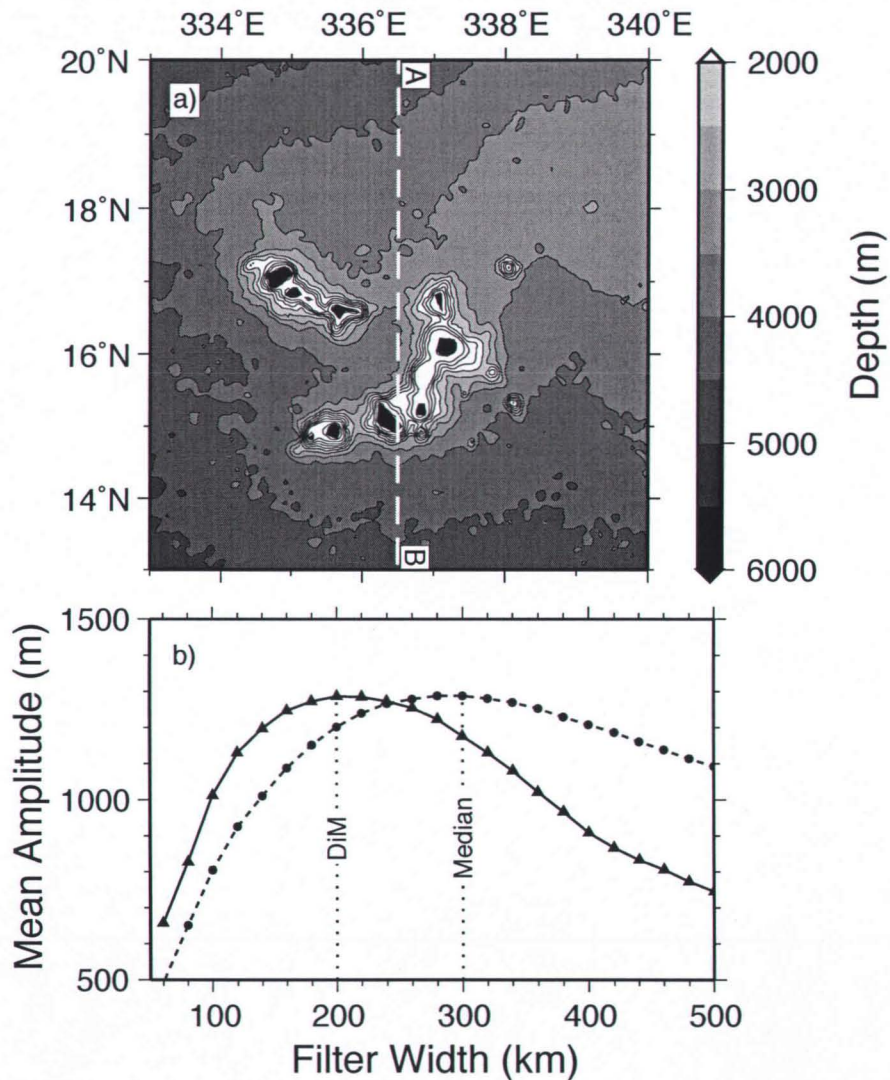 334°E 336°E 338°E 340°E
20°N
18°N
16°N
14°N
a)
A
B
2000
3000
4000
5000
6000
Depth (m)
1500
1000
500
Mean Amplitude (m)
b)
DiM
Median
100 200 300 400 500
Filter Width (km)